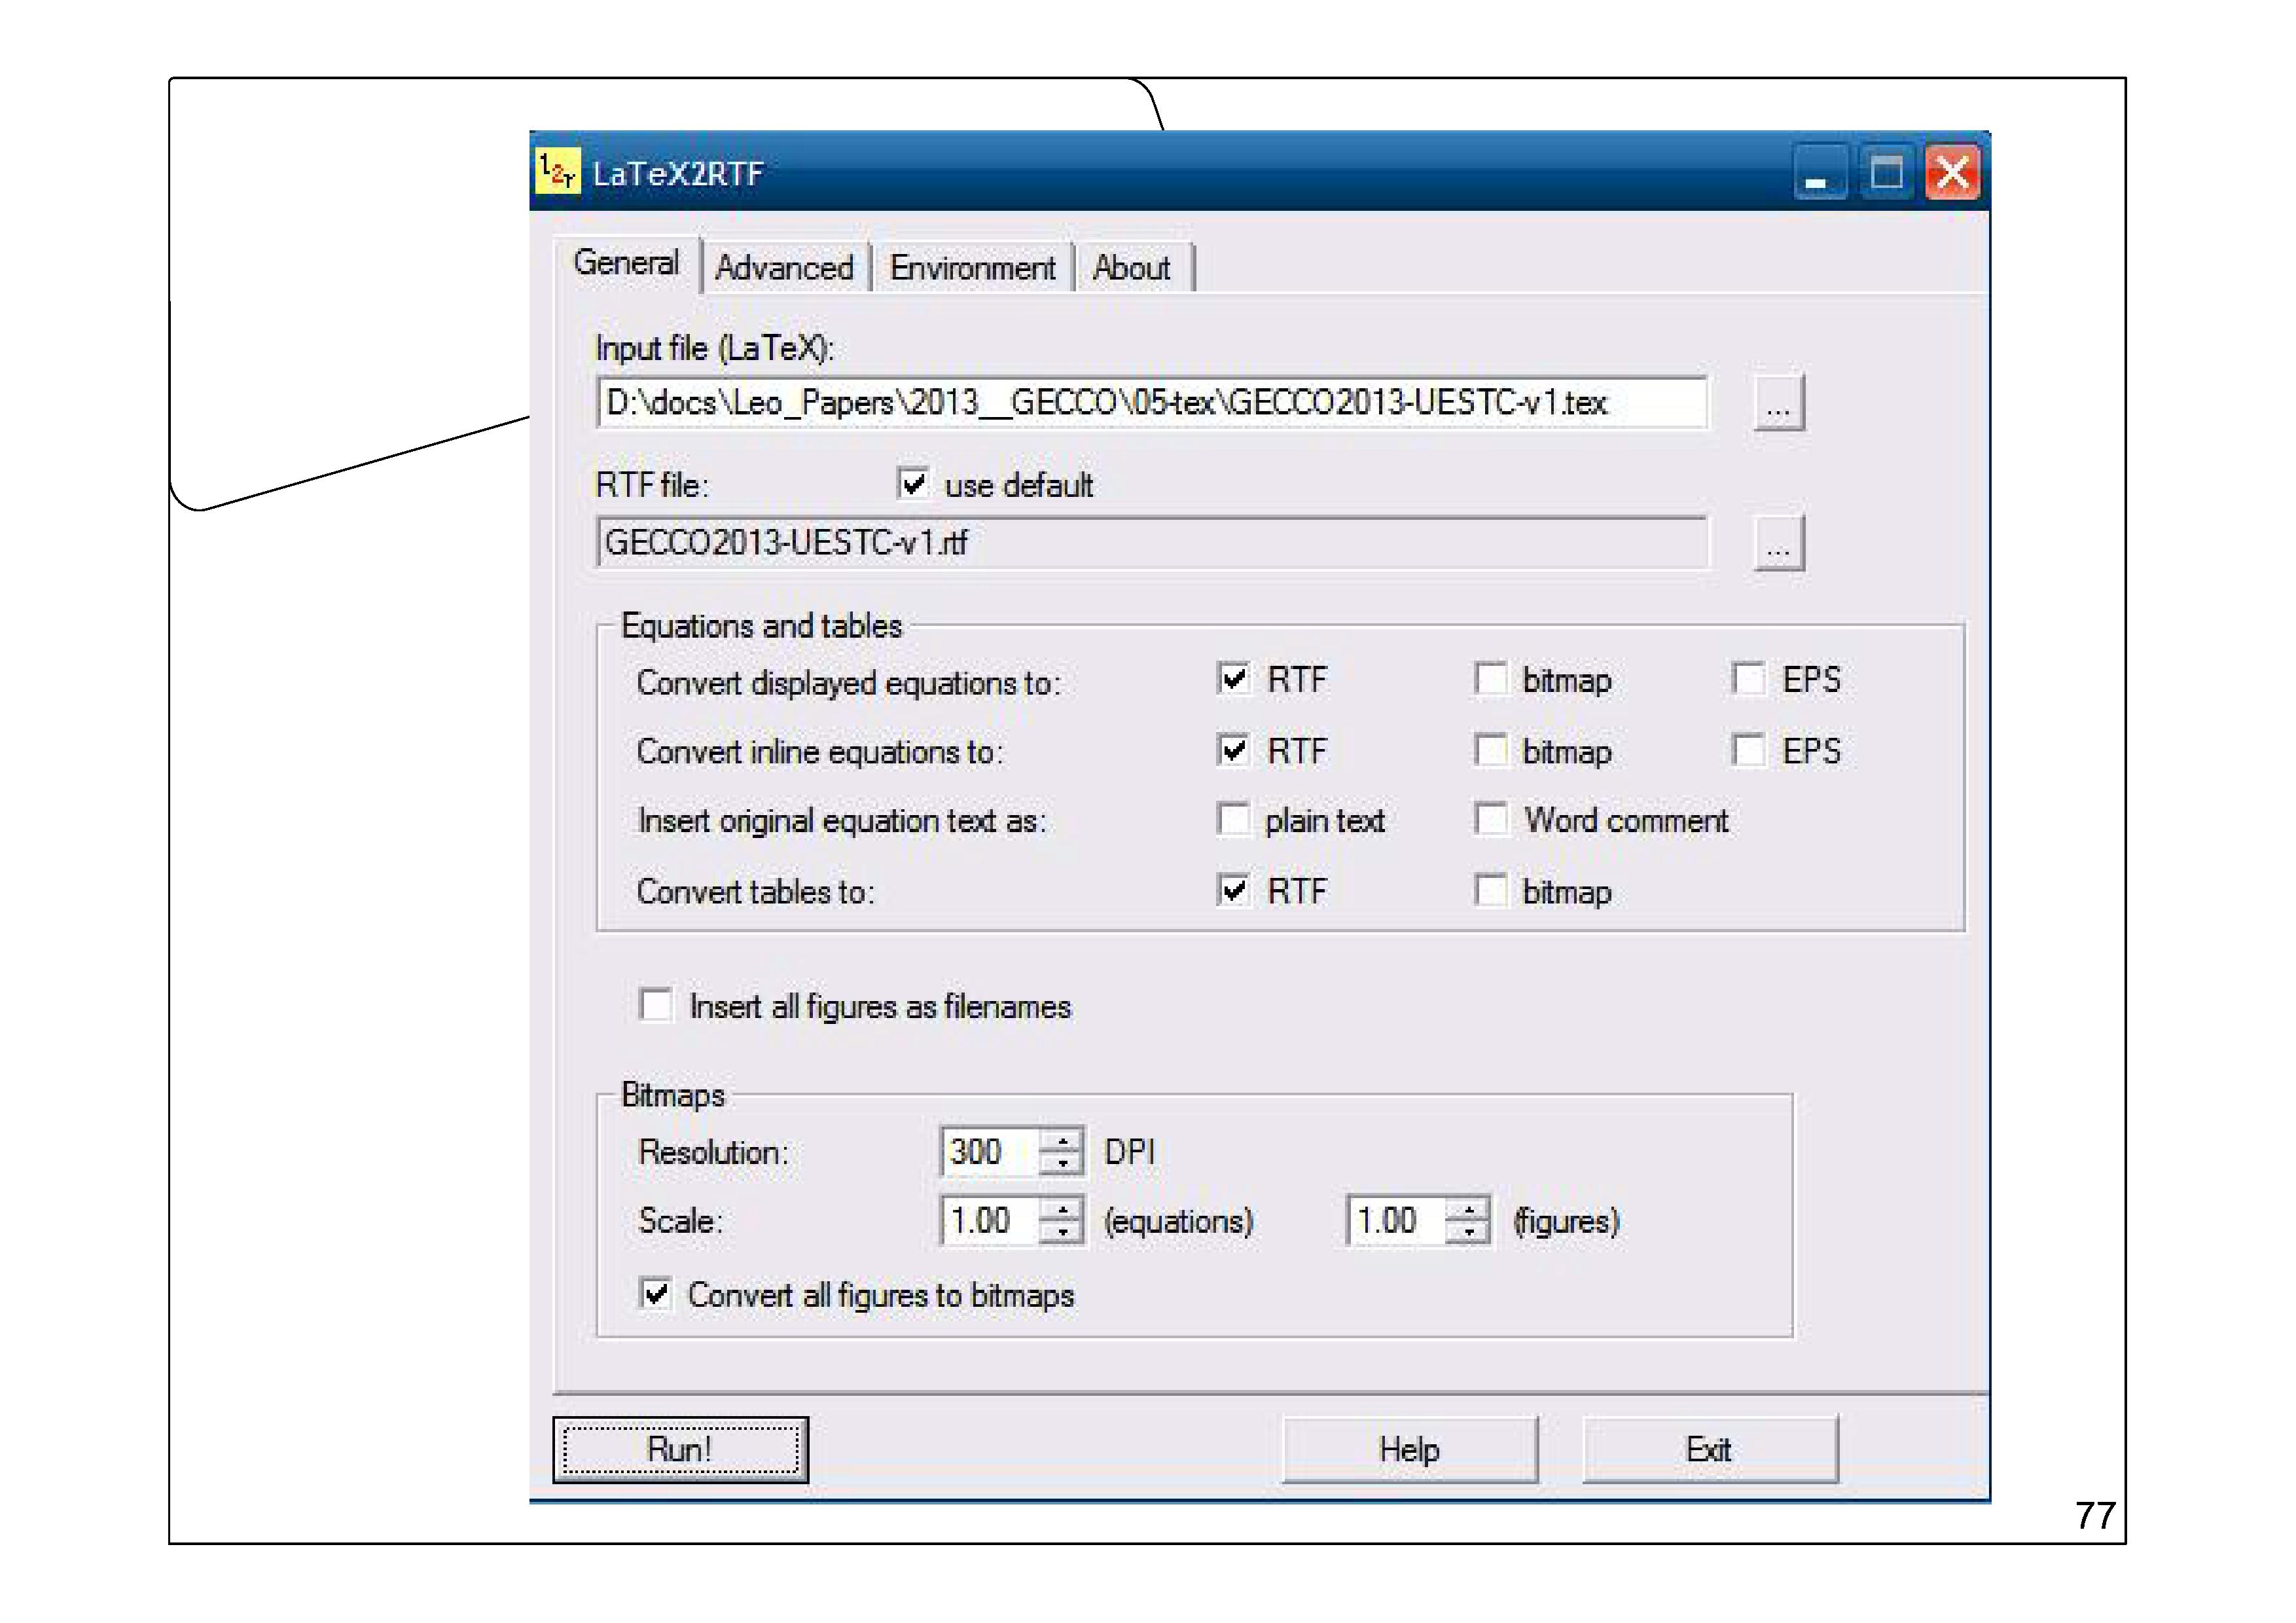 l2r LaTeX2RTF
General Advanced Environment About
Input file (LaTeX):
D:\docs\Leo_Papers\2013__GECCO\05-tex\GECCO2013-UESTC-v1.tex ...
RTF file: use default
GECCO2013-UESTC-v1.rtf ...
Equations and tables
Convert displayed equations to: RTF bitmap EPS
Convert inline equations to: RTF bitmap EPS
Insert original equation text as: plain text Word comment
Convert tables to: RTF bitmap
Insert all figures as filenames
Bitmaps
Resolution: 300 DPI
Scale: 1.00 (equations) 1.00 (figures)
Convert all figures to bitmaps
Run! Help Exit
77